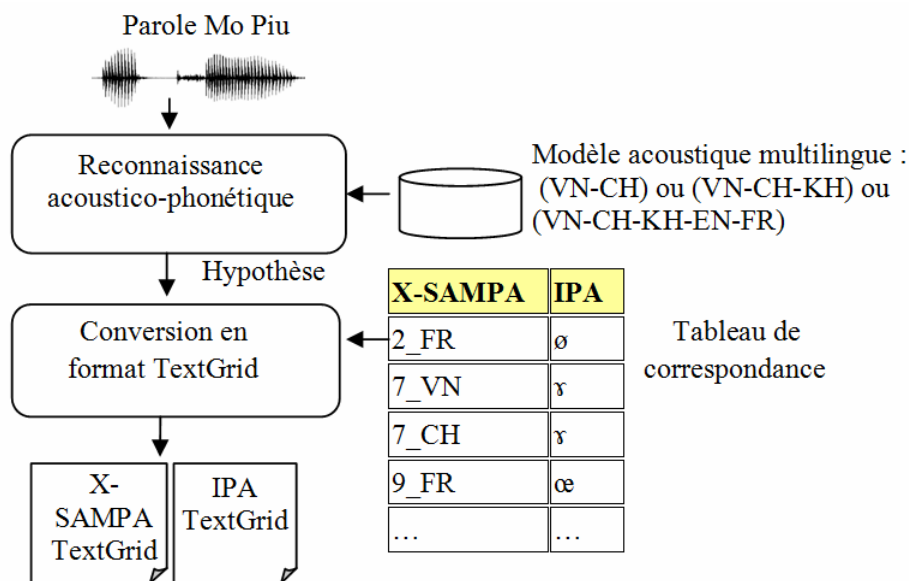 Parole Mo Piu
Reconnaissance
acoustico-phonétique
Modèle acoustique multilingue :
(VN-CH) ou (VN-CH-KH) ou
(VN-CH-KH-EN-FR)
Hypothèse
Conversion en
format TextGrid
X-SAMPA IPA
2_FR ø
7_VN ɤ
7_CH ɤ
9_FR œ
... ...
Tableau de
correspondance
X-
SAMPA
TextGrid
IPA
TextGrid